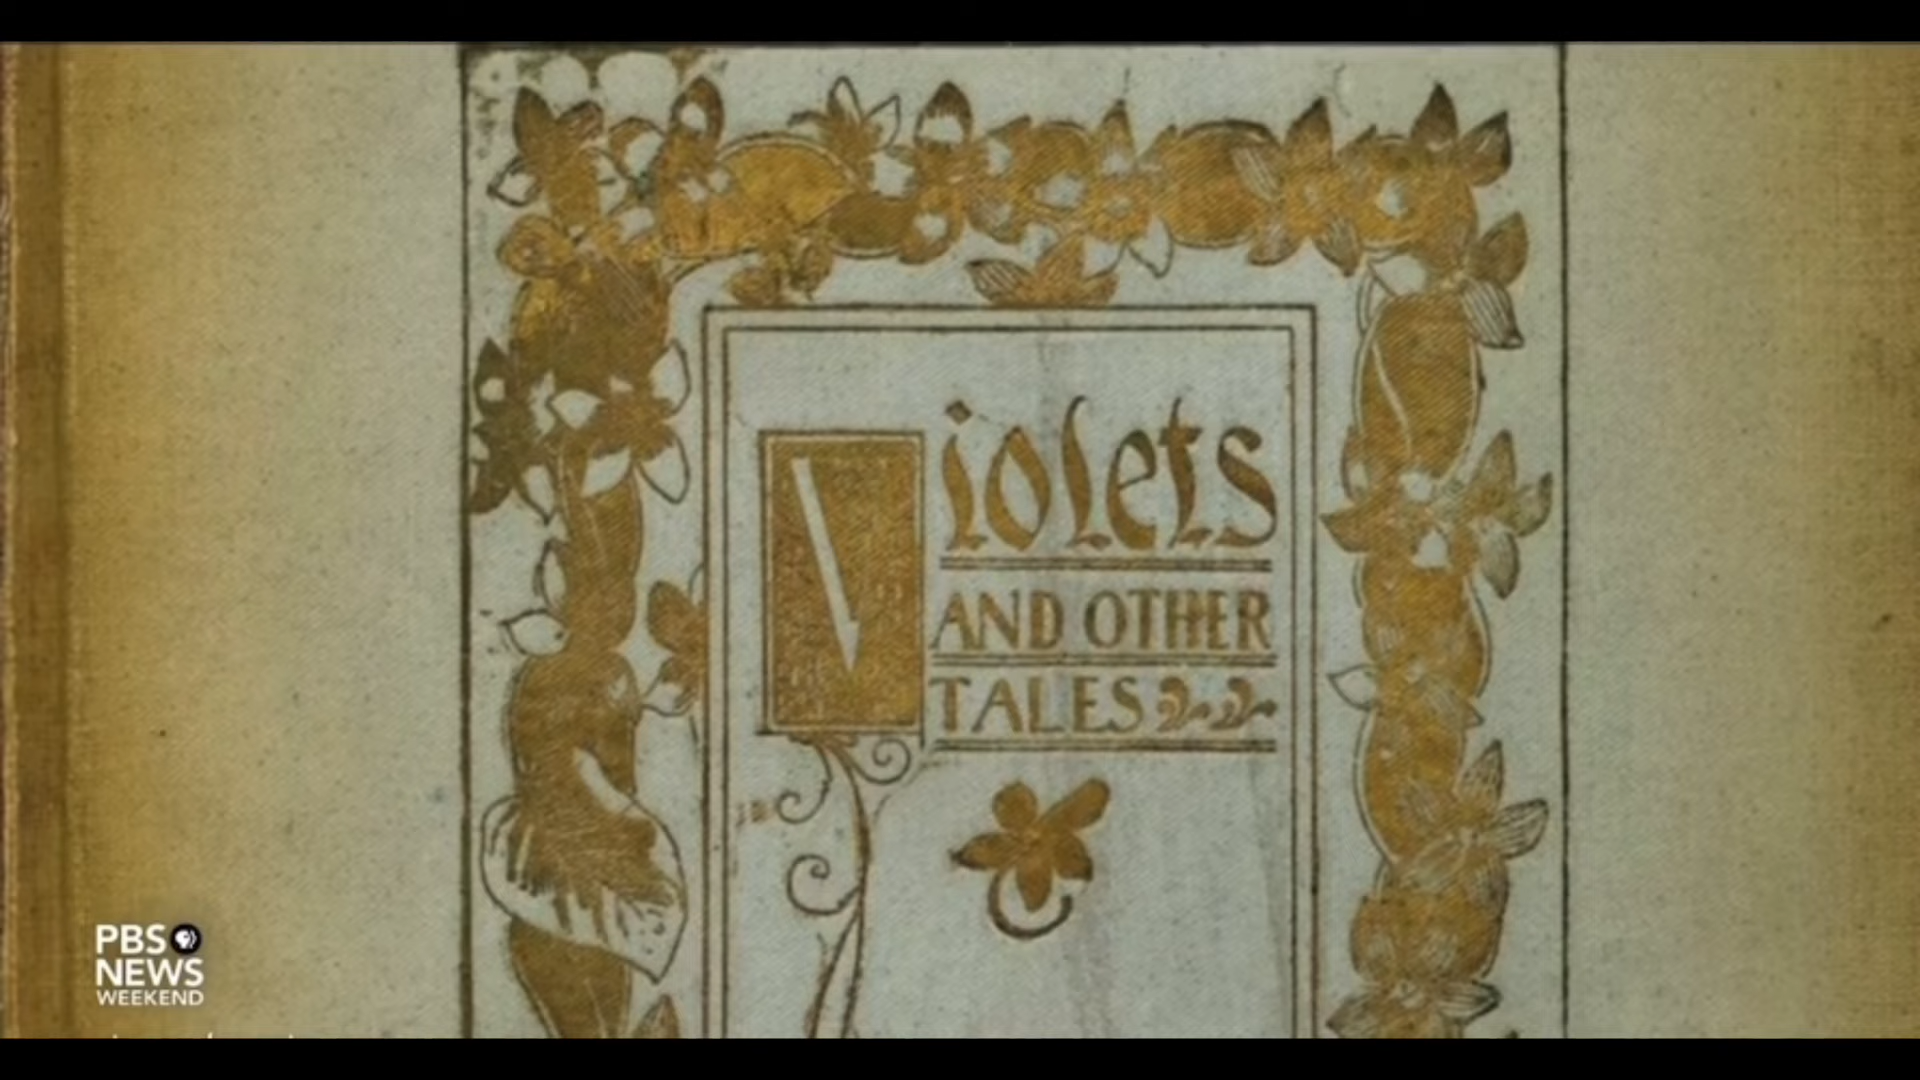 Violets
AND OTHER
TALES
PBS
NEWS
WEEKEND